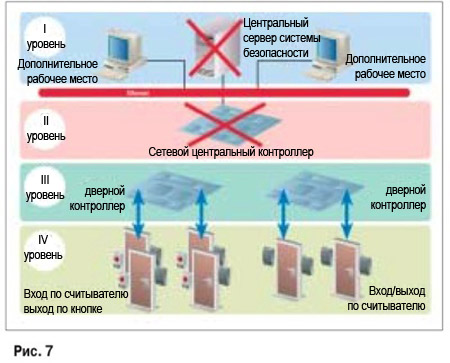 I
уровень
Центральный
сервер системы
безопасности
Дополнительное
рабочее место
Дополнительное
рабочее место
Ethernet
II
уровень
Сетевой центральный контроллер
III
уровень
дверной
контроллер
дверной
контроллер
IV
уровень
Вход по считывателю
выход по кнопке
Вход/выход
по считывателю
Рис. 7